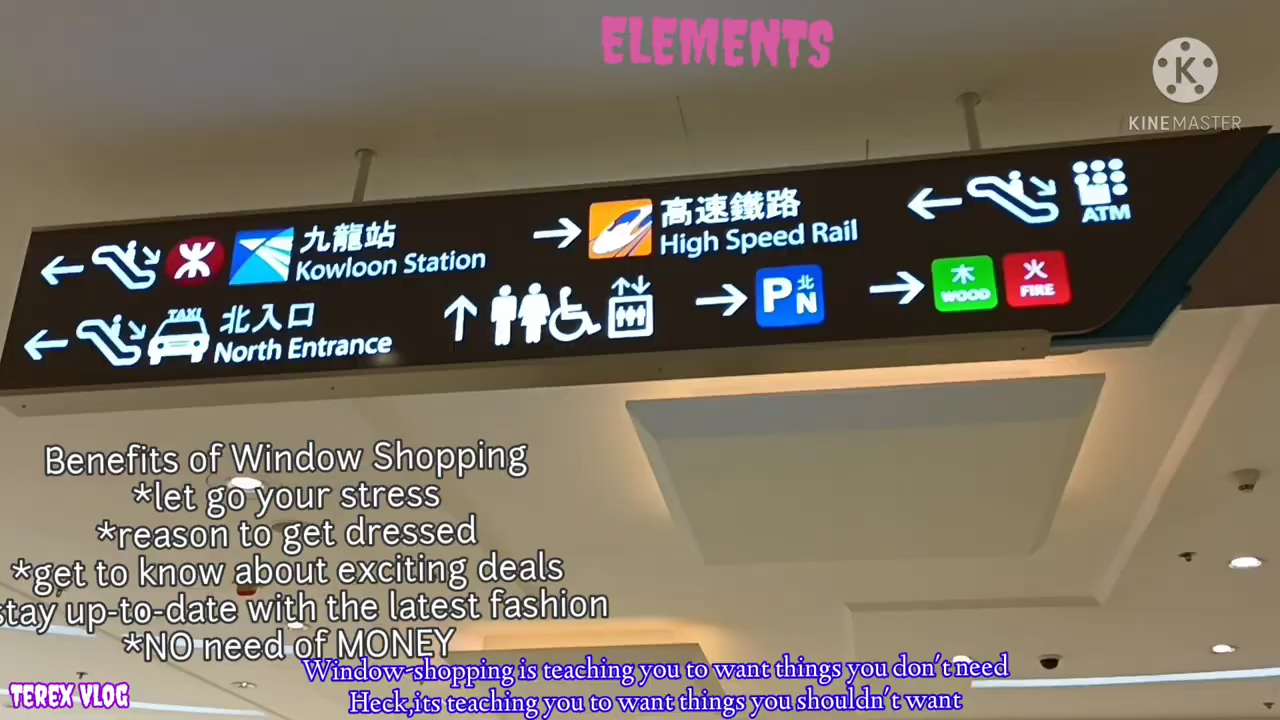 ELEMENTS
KINEMASTER
九龍站
Kowloon Station
高速鐵路
High Speed Rail
ATM
TAXI
北入口
North Entrance
P 北 N
木 WOOD
火 FIRE
Benefits of Window Shopping
*let go your stress
*reason to get dressed
*get to know about exciting deals
stay up-to-date with the latest fashion
*NO need of MONEY
Window-shopping is teaching you to want things you don't need
Heck,its teaching you to want things you shouldn't want
TEREX VLOG